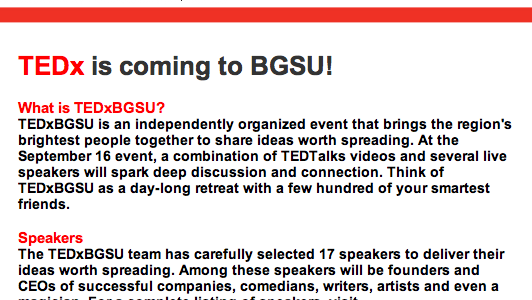 TEDx is coming to BGSU!
What is TEDxBGSU?
TEDxBGSU is an independently organized event that brings the region's
brightest people together to share ideas worth spreading. At the
September 16 event, a combination of TEDTalks videos and several live
speakers will spark deep discussion and connection. Think of
TEDxBGSU as a day-long retreat with a few hundred of your smartest
friends.
Speakers
The TEDxBGSU team has carefully selected 17 speakers to deliver their
ideas worth spreading. Among these speakers will be founders and
CEOs of successful companies, comedians, writers, artists and even a
magician. For a complete listing of speakers, visit